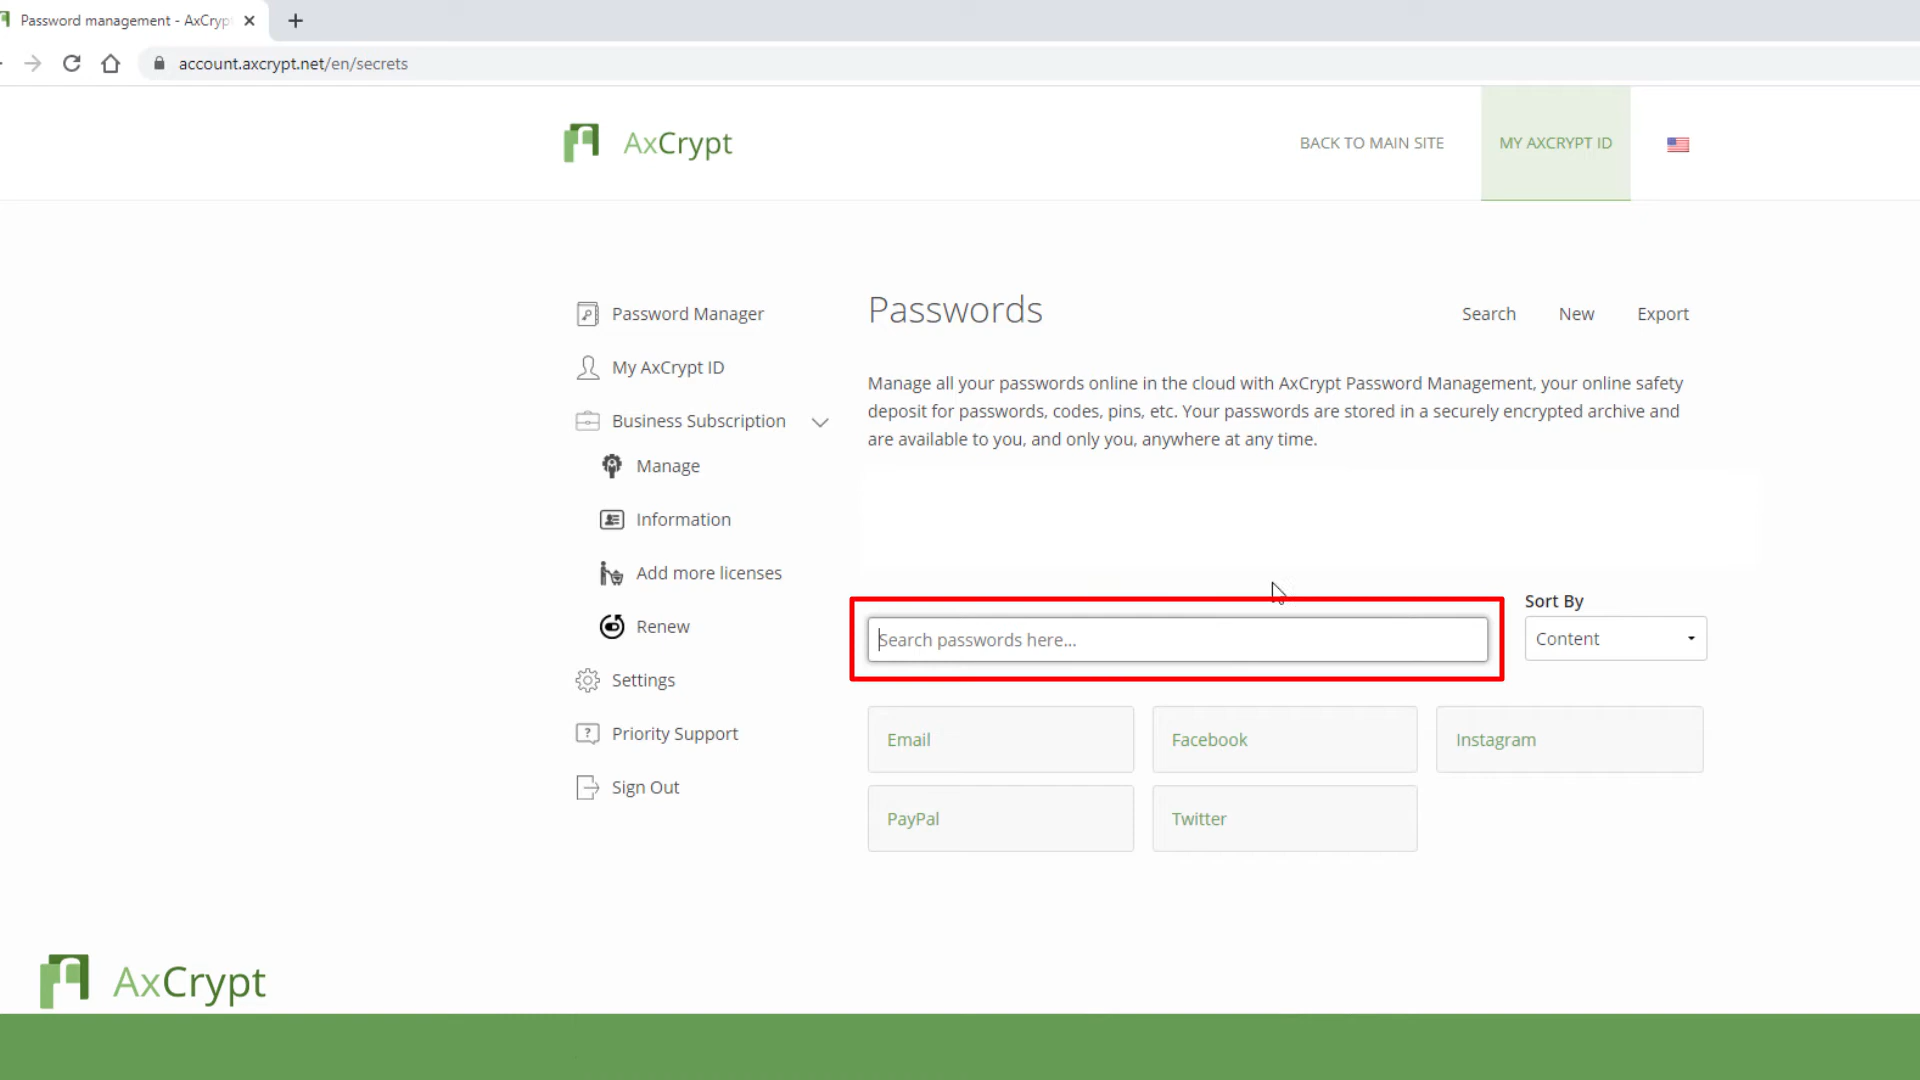 Password management - AxCryp
account.axcrypt.net/en/secrets
AxCrypt
BACK TO MAIN SITE
MY AXCRYPT ID
Password Manager
My AxCrypt ID
Business Subscription
Manage
Information
Add more licenses
Renew
Settings
Priority Support
Sign Out
Passwords
Search
New
Export
Manage all your passwords online in the cloud with AxCrypt Password Management, your online safety
deposit for passwords, codes, pins, etc. Your passwords are stored in a securely encrypted archive and
are available to you, and only you, anywhere at any time.
Search passwords here...
Sort By
Content
Email
Facebook
Instagram
PayPal
Twitter
AxCrypt